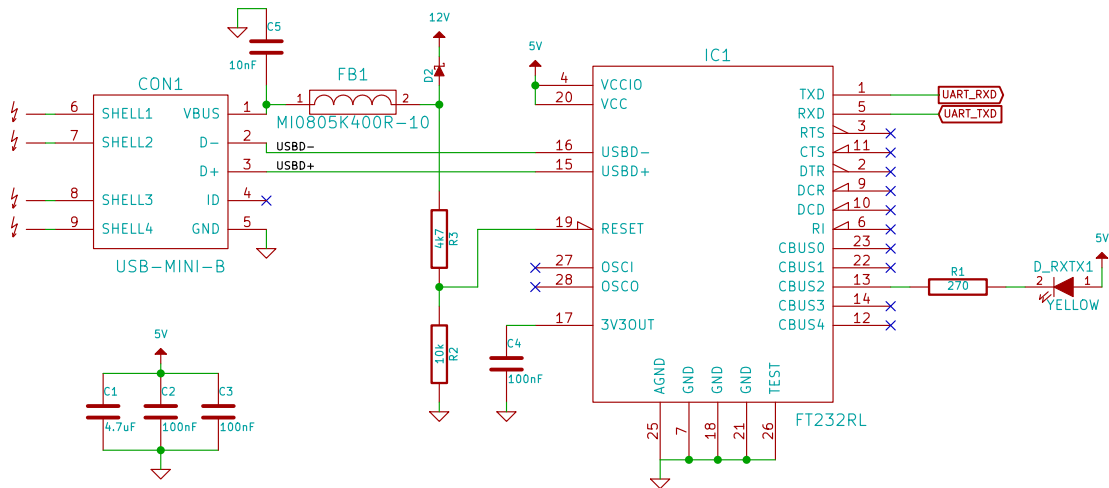 C5
10nF
12V
D2
FB1
1 2
MI0805K400R-10
CON1
6 SHELL1 VBUS 1
7 SHELL2 D- 2
D+ 3
8 SHELL3 ID 4
9 SHELL4 GND 5
USB-MINI-B
USBD-
USBD+
4k7
R3
10k
R2
5V
IC1
4 VCCIO
20 VCC
16 USBD-
15 USBD+
19 RESET
27 OSCI
28 OSCO
17 3V3OUT
TXD 1
RXD 5
RTS 3
CTS 11
DTR 2
DCR 9
DCD 10
RI 6
CBUS0 23
CBUS1 22
CBUS2 13
CBUS3 14
CBUS4 12
AGND GND GND GND TEST
25 7 18 21 26
FT232RL
UART_RXD
UART_TXD
R1
270
D_RXTX1
2 1
YELLOW
5V
C4
100nF
5V
C1 C2 C3
4.7uF 100nF 100nF